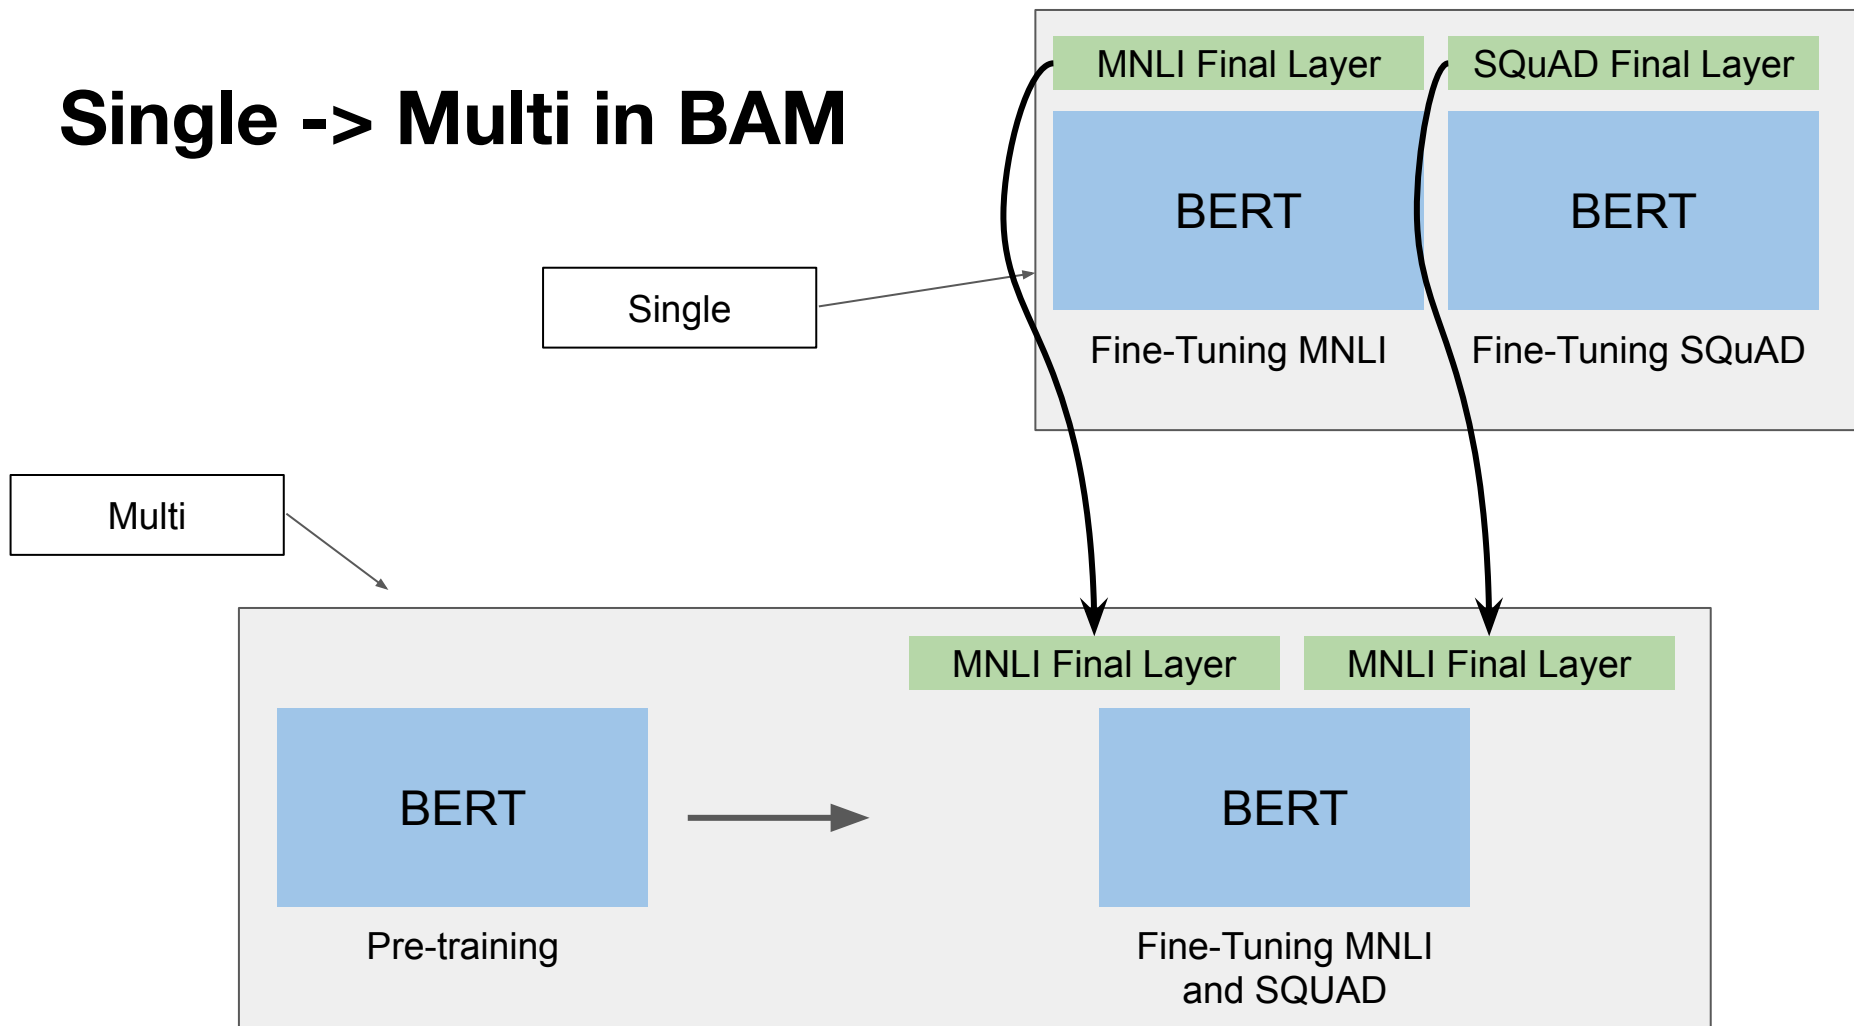 Single -> Multi in BAM
MNLI Final Layer
SQuAD Final Layer
BERT
BERT
Fine-Tuning MNLI
Fine-Tuning SQuAD
Single
Multi
MNLI Final Layer
MNLI Final Layer
BERT
BERT
Pre-training
Fine-Tuning MNLI
and SQUAD